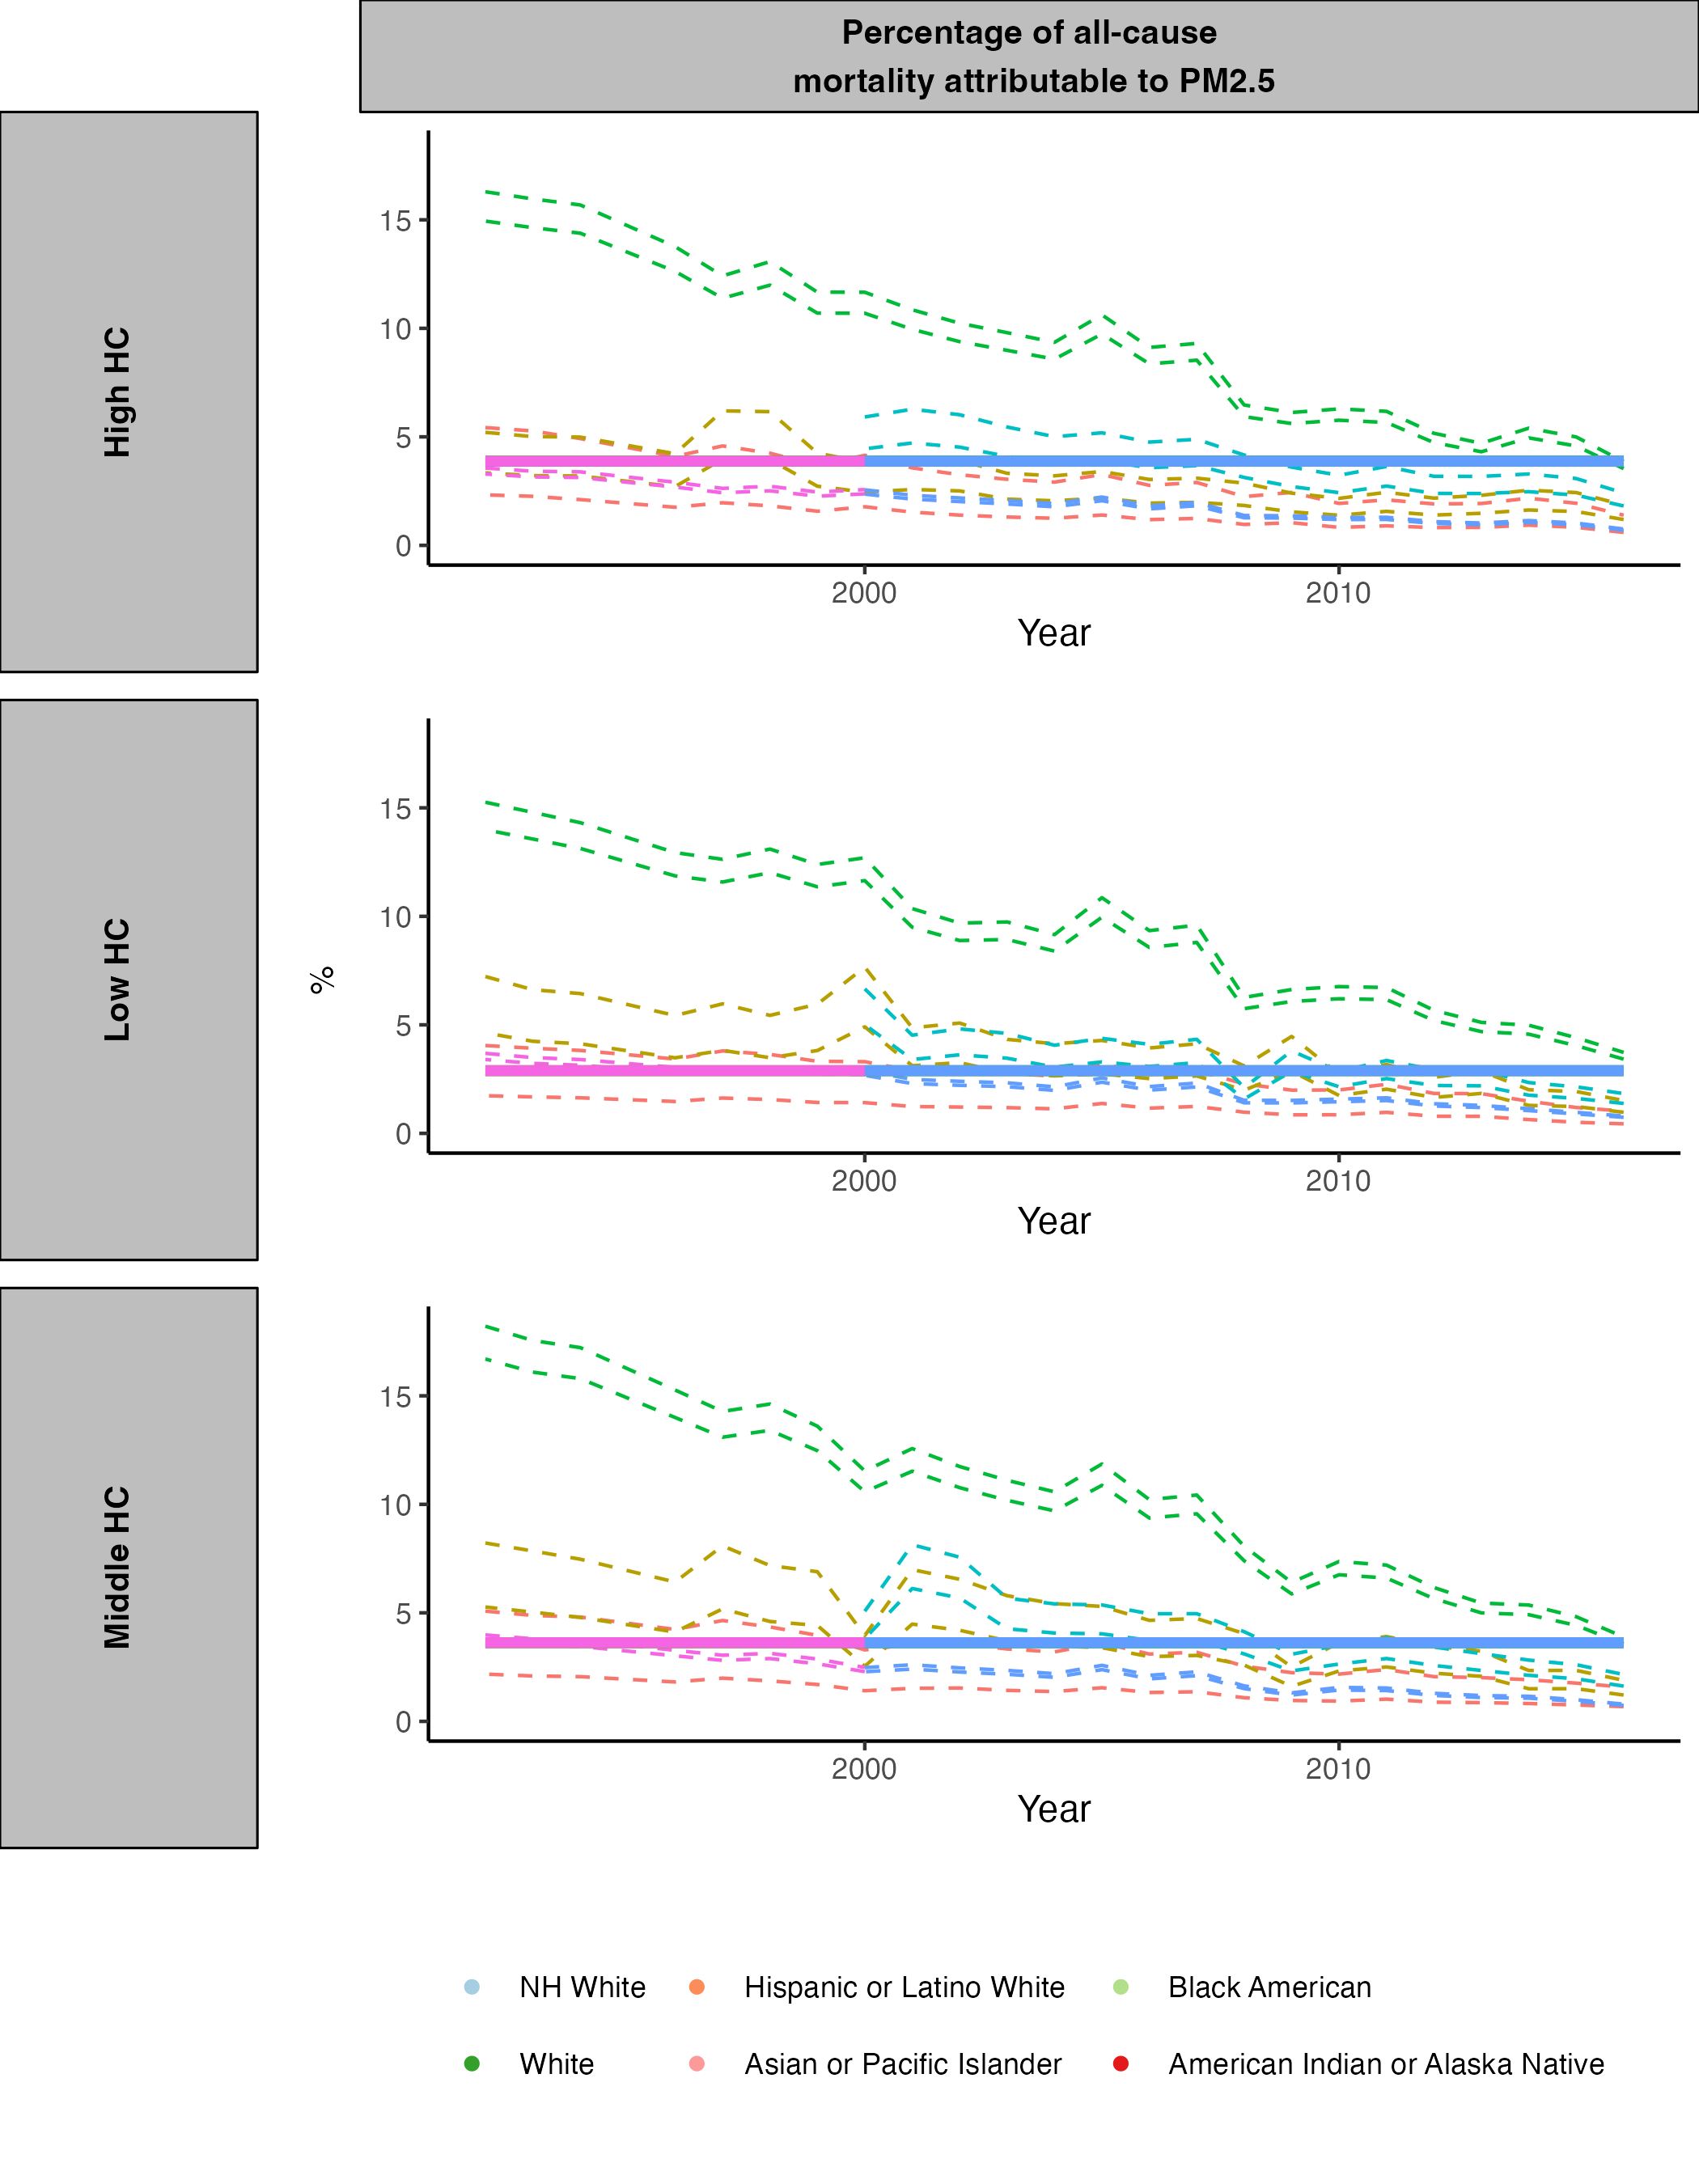 Percentage of all-cause
mortality attributable to PM2.5
High HC
15
10
5
0
2000 2010
Year
Low HC
%
15
10
5
0
2000 2010
Year
Middle HC
15
10
5
0
2000 2010
Year
NH White Hispanic or Latino White Black American
White Asian or Pacific Islander American Indian or Alaska Native